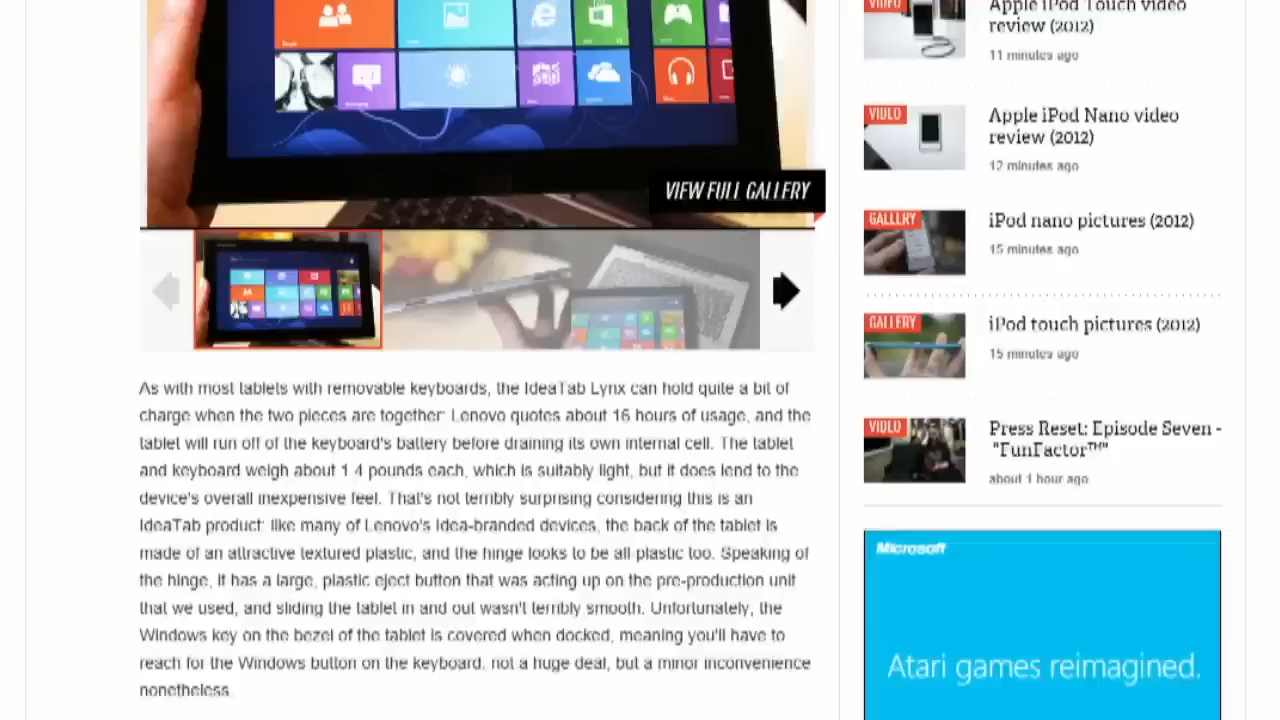 VIEW FULL GALLERY
As with most tablets with removable keyboards, the IdeaTab Lynx can hold quite a bit of
charge when the two pieces are together: Lenovo quotes about 16 hours of usage, and the
tablet will run off of the keyboard's battery before draining its own internal cell. The tablet
and keyboard weigh about 1.4 pounds each, which is suitably light, but it does lend to the
device's overall inexpensive feel. That's not terribly surprising considering this is an
IdeaTab product: like many of Lenovo's Idea-branded devices, the back of the tablet is
made of an attractive textured plastic, and the hinge looks to be all-plastic too. Speaking of
the hinge, it has a large, plastic eject button that was acting up on the pre-production unit
that we used, and sliding the tablet in and out wasn't terribly smooth. Unfortunately, the
Windows key on the bezel of the tablet is covered when docked, meaning you'll have to
reach for the Windows button on the keyboard. not a huge deal, but a minor inconvenience
nonetheless.
VIDEO
Apple iPod Touch video
review (2012)
11 minutes ago
VIDEO
Apple iPod Nano video
review (2012)
12 minutes ago
GALLERY
iPod nano pictures (2012)
15 minutes ago
GALLERY
iPod touch pictures (2012)
15 minutes ago
VIDEO
Press Reset: Episode Seven -
"FunFactor™"
about 1 hour ago
Microsoft
Atari games reimagined.